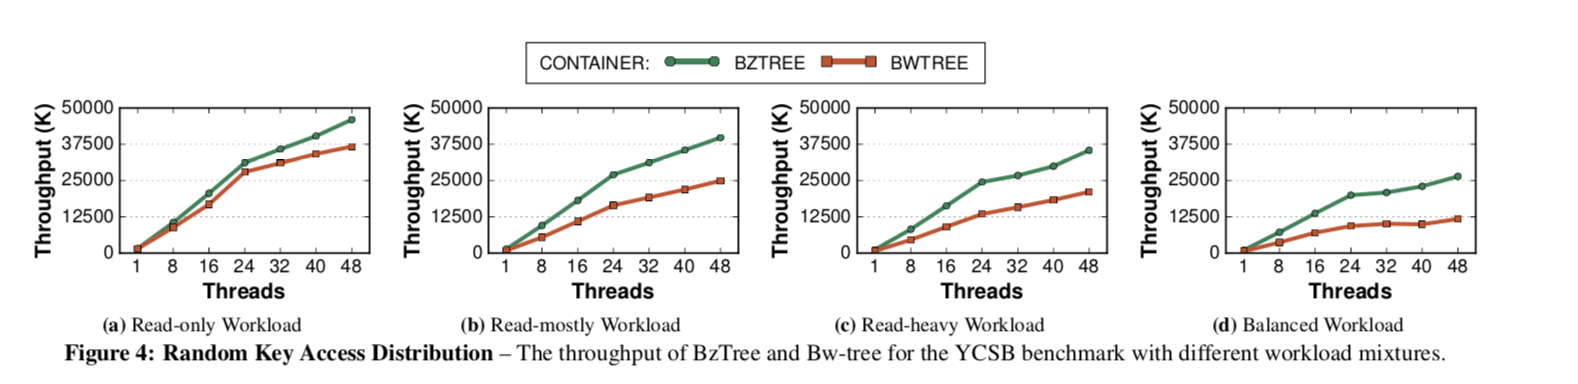 CONTAINER: BZTREE BWTREE
Throughput (K)
50000
37500
25000
12500
0
1 8 16 24 32 40 48
Threads
(a) Read-only Workload
Throughput (K)
50000
37500
25000
12500
0
1 8 16 24 32 40 48
Threads
(b) Read-mostly Workload
Throughput (K)
50000
37500
25000
12500
0
1 8 16 24 32 40 48
Threads
(c) Read-heavy Workload
Throughput (K)
50000
37500
25000
12500
0
1 8 16 24 32 40 48
Threads
(d) Balanced Workload
Figure 4: Random Key Access Distribution – The throughput of BzTree and Bw-tree for the YCSB benchmark with different workload mixtures.